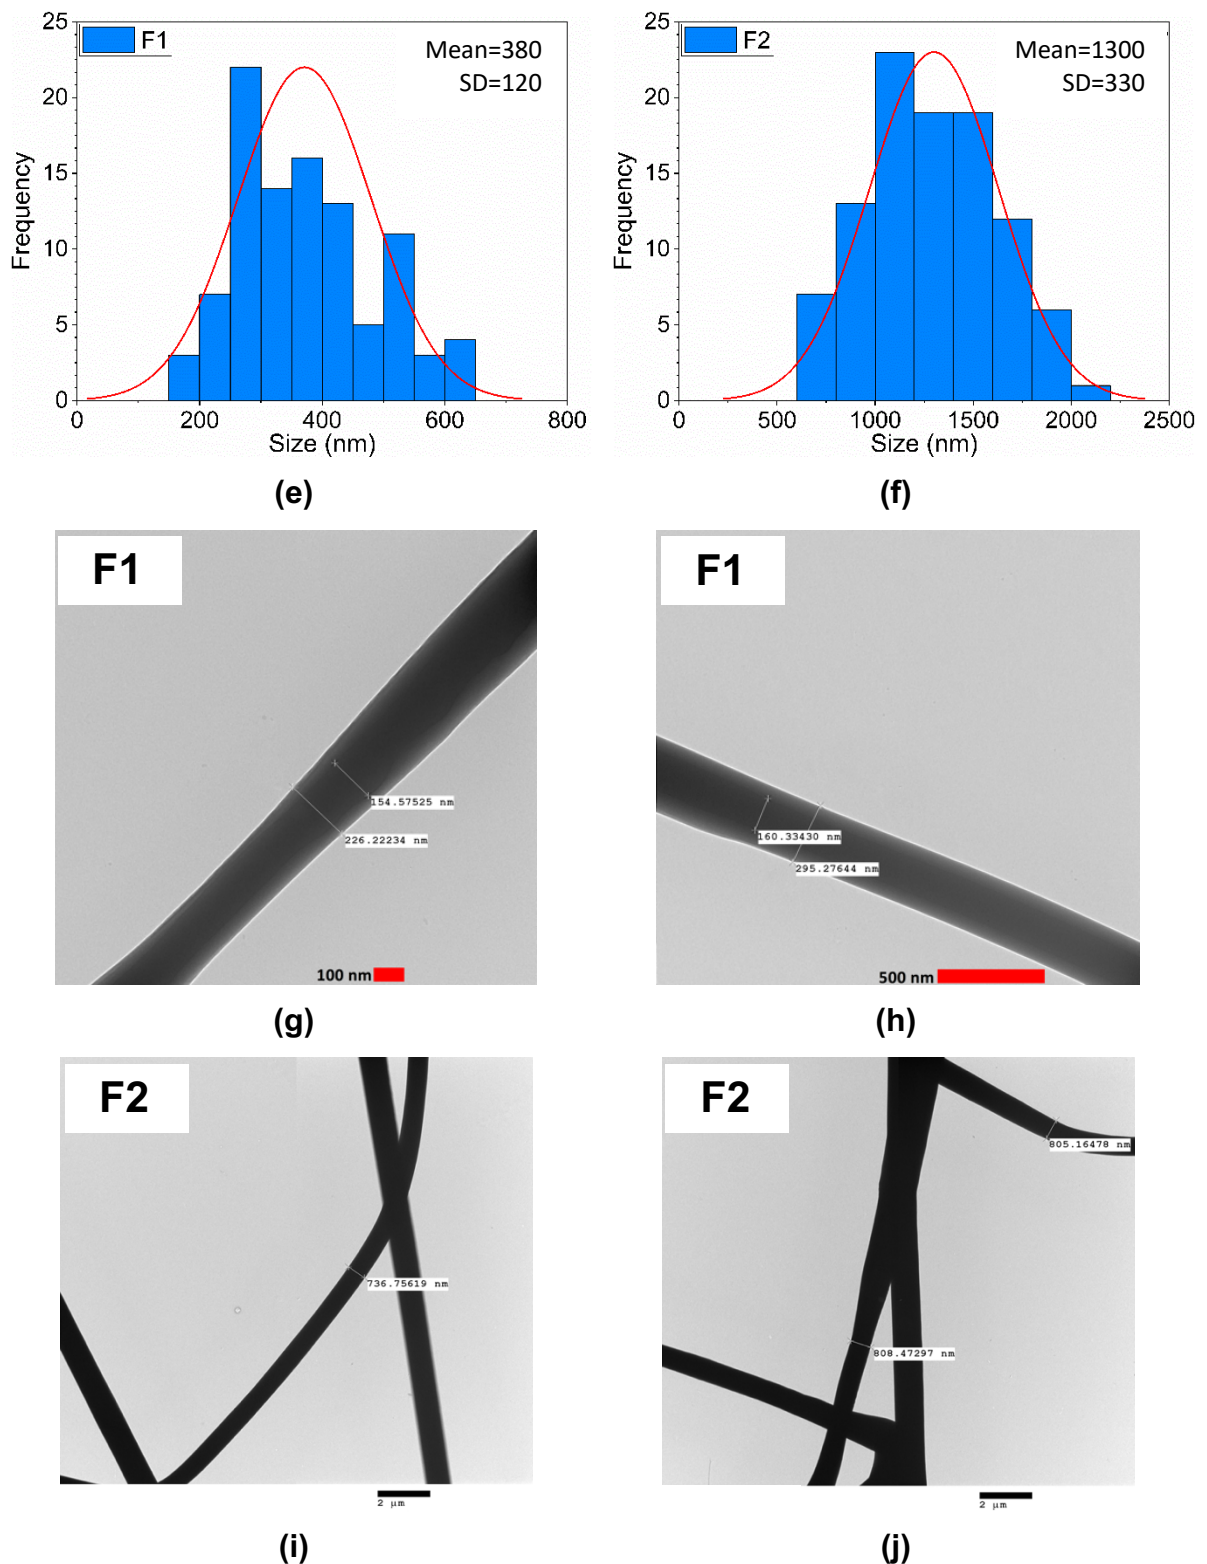 F1
Mean=380
SD=120
25
20
15
10
5
0
Frequency
0 200 400 600 800
Size (nm)
(e)
F2
Mean=1300
SD=330
25
20
15
10
5
0
Frequency
0 500 1000 1500 2000 2500
Size (nm)
(f)
F1
154.57525 nm
226.22234 nm
100 nm
(g)
F1
160.33430 nm
295.27644 nm
500 nm
(h)
F2
736.75619 nm
2 μm
(i)
F2
805.16478 nm
808.47297 nm
2 μm
(j)